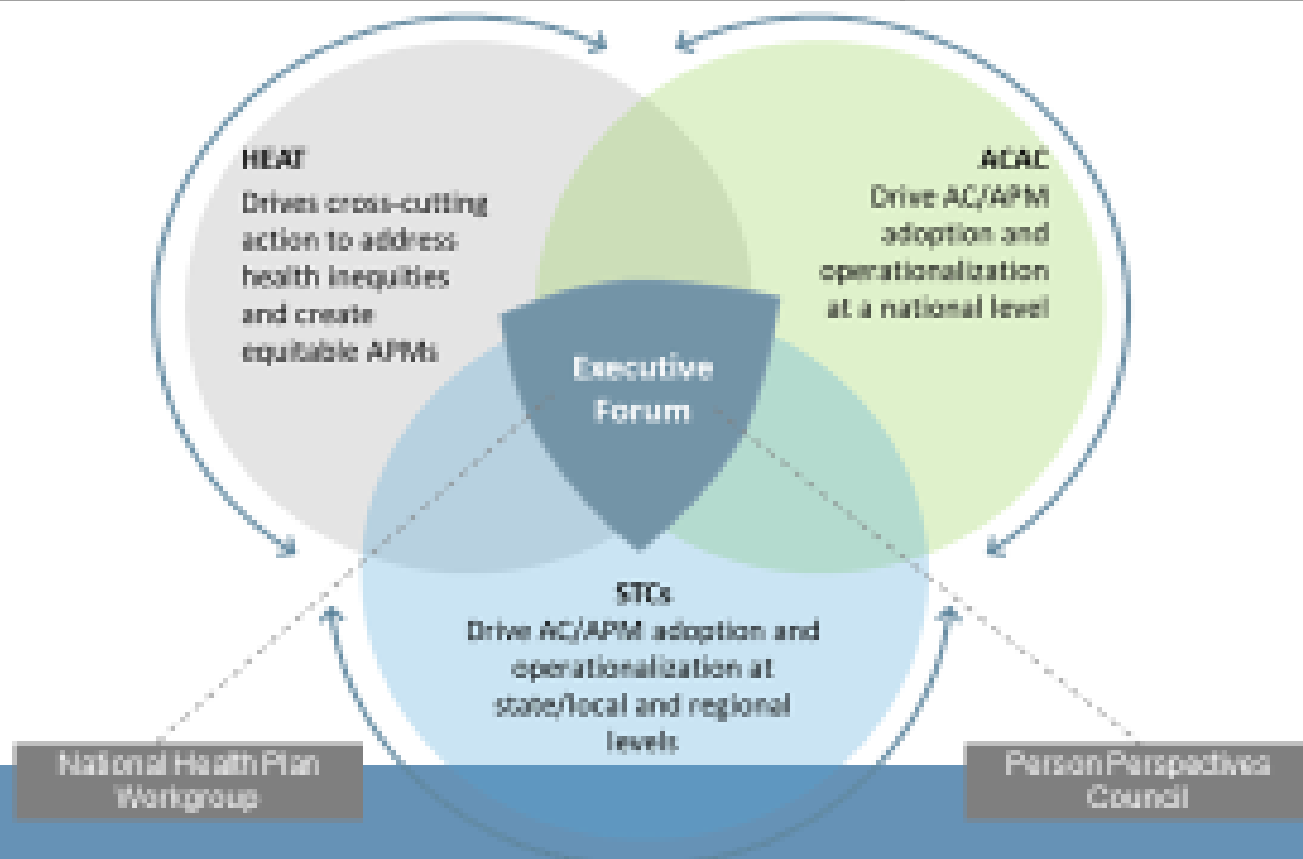 HEAT
Drives cross-cutting
action to address
health inequities
and create
equitable APMs
ACAC
Drive AC/APM
adoption and
operationalization
at a national level
Executive
Forum
STCs
Drive AC/APM adoption and
operationalization at
state/local and regional
levels
National Health Plan
Workgroup
Person Perspectives
Council